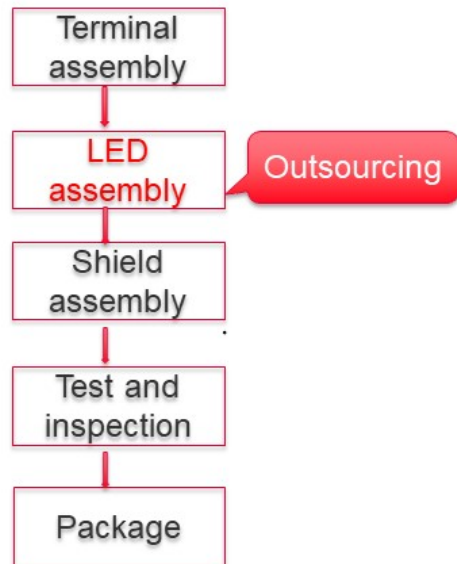 Terminal
assembly
LED
assembly
Outsourcing
Shield
assembly
.
Test and
inspection
Package